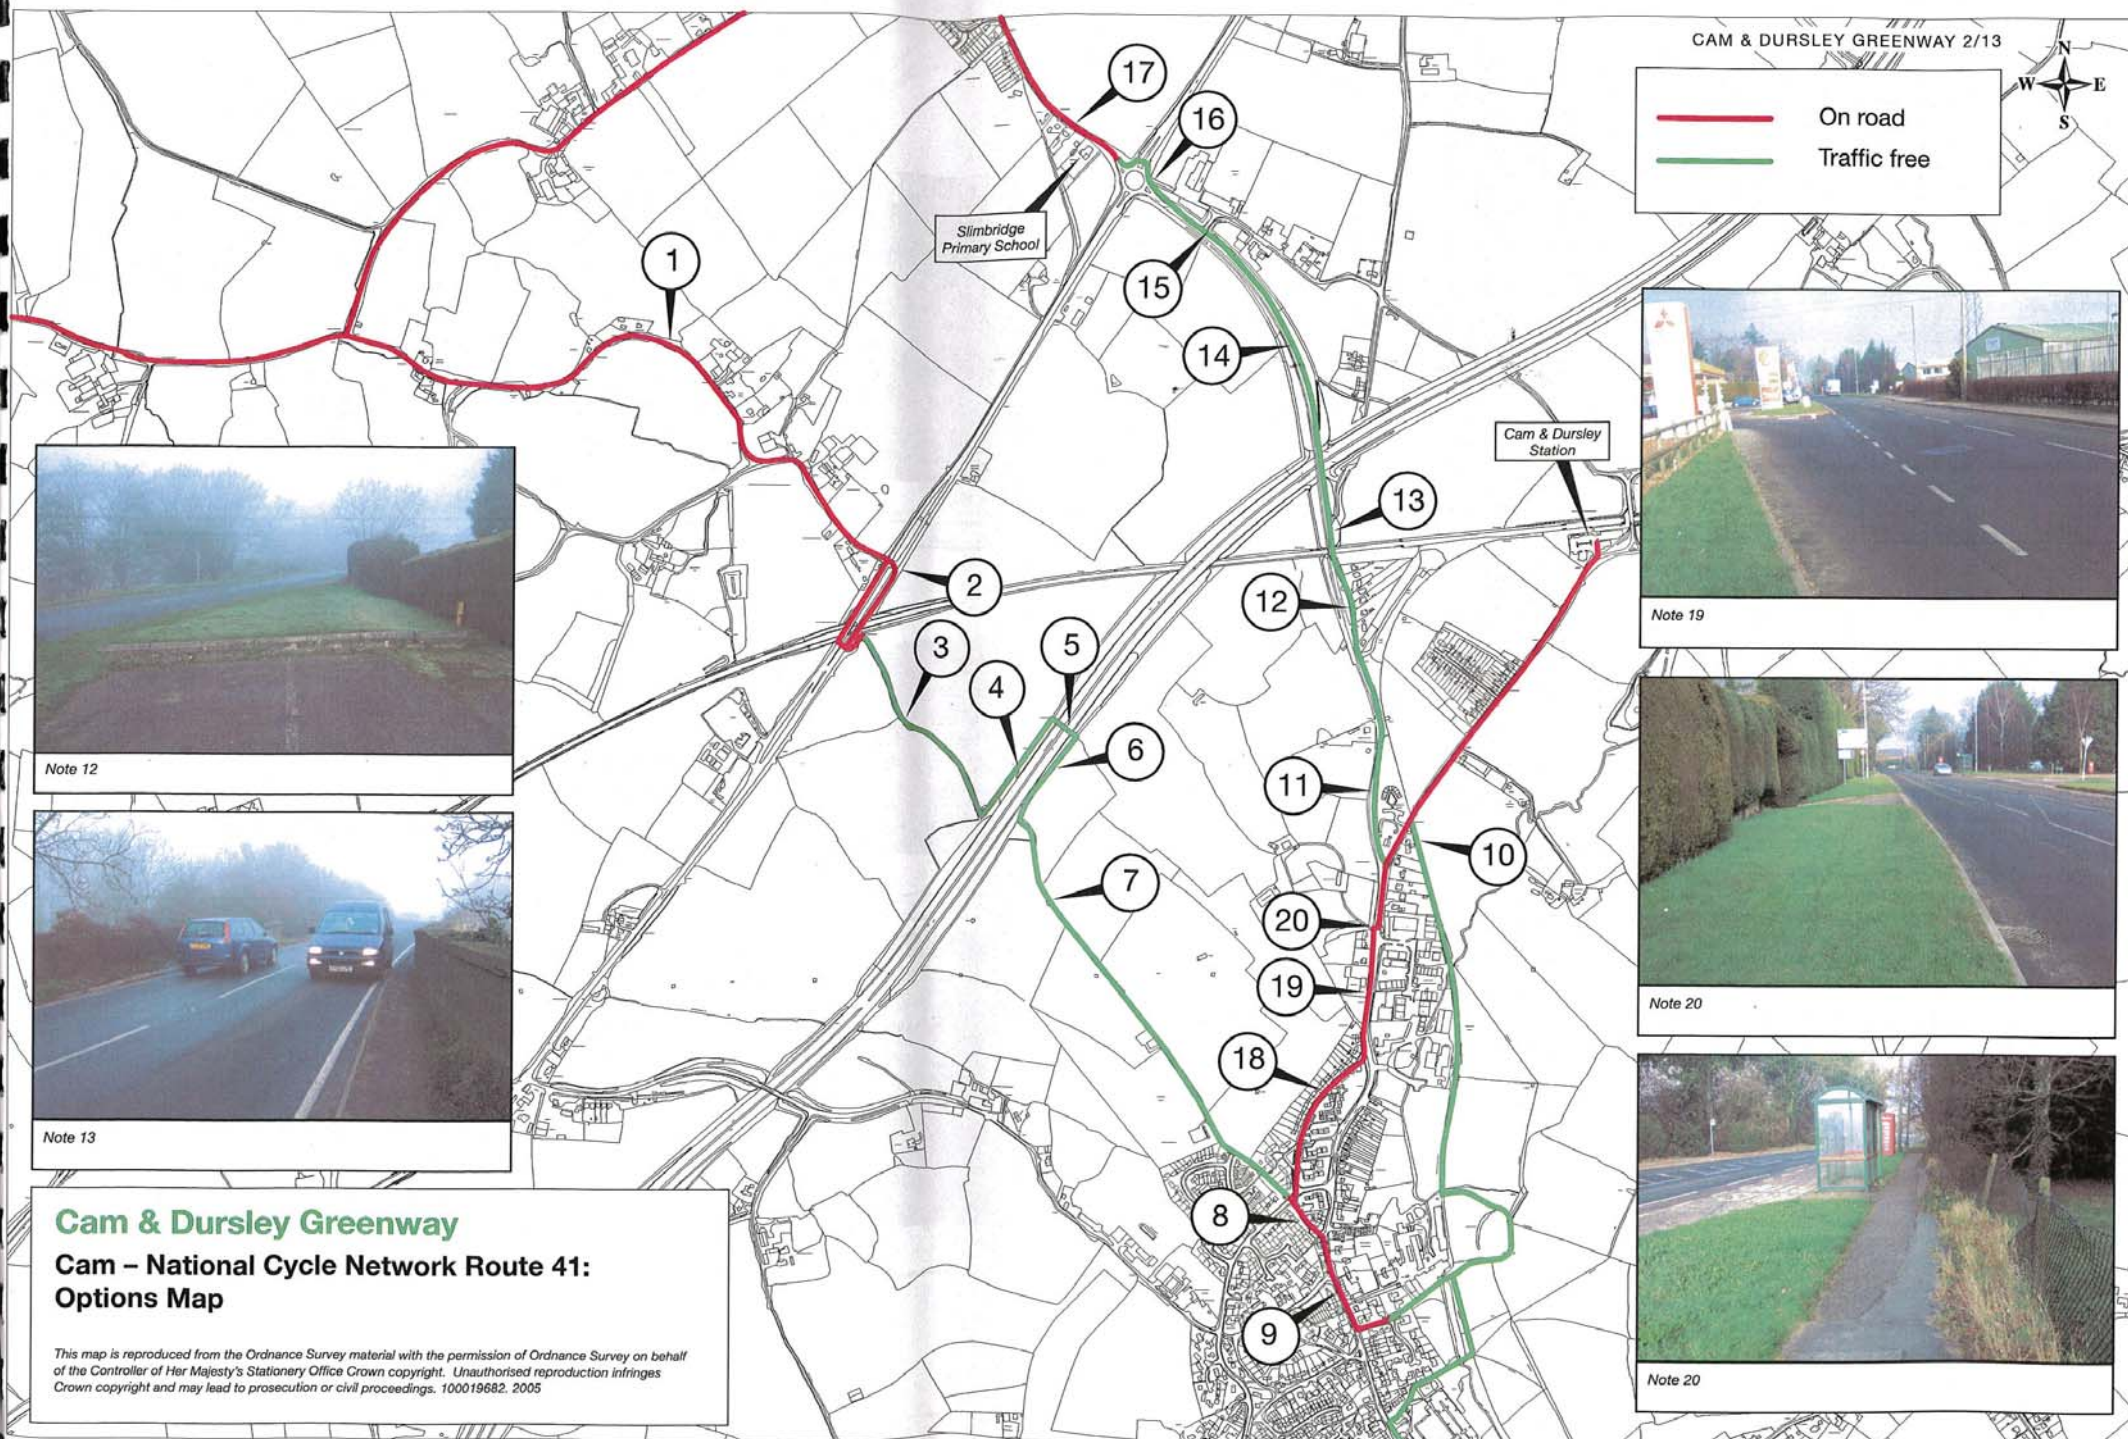 CAM & DURSLEY GREENWAY 2/13
N
W
E
S
On road
Traffic free
17
16
Slimbridge
Primary School
1
15
14
Cam & Dursley
Station
13
2
12
3
5
4
6
11
10
7
20
19
18
8
9
Note 12
Note 13
Note 19
Note 20
Note 20
Cam & Dursley Greenway
Cam – National Cycle Network Route 41:
Options Map
This map is reproduced from the Ordnance Survey material with the permission of Ordnance Survey on behalf
of the Controller of Her Majesty's Stationery Office Crown copyright. Unauthorised reproduction infringes
Crown copyright and may lead to prosecution or civil proceedings. 100019682. 2005